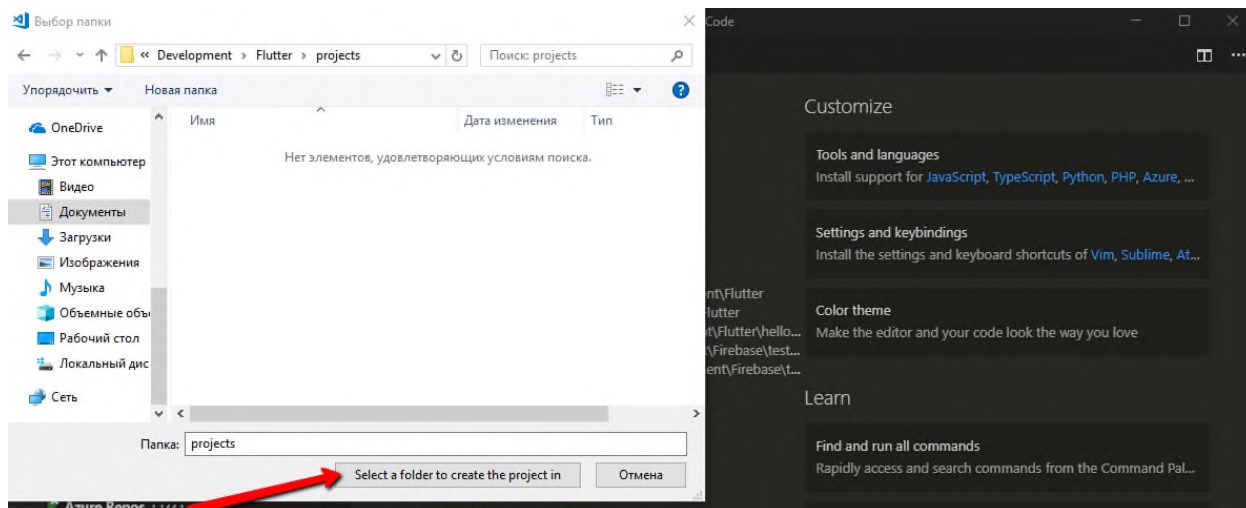 Выбор папки
« Development › Flutter › projects
Поиск: projects
Упорядочить
Новая папка
Имя
Дата изменения
Тип
Нет элементов, удовлетворяющих условиям поиска.
OneDrive
Этот компьютер
Видео
Документы
Загрузки
Изображения
Музыка
Объемные объ
Рабочий стол
Локальный дис
Сеть
Папка: projects
Select a folder to create the project in
Отмена
Code
Customize
Tools and languages
Install support for JavaScript, TypeScript, Python, PHP, Azure, ...
Settings and keybindings
Install the settings and keyboard shortcuts of Vim, Sublime, At...
Color theme
Make the editor and your code look the way you love
nt\Flutter
lutter
t\Flutter\hello...
\Firebase\test...
ent\Firebase\t...
Learn
Find and run all commands
Rapidly access and search commands from the Command Pal...
Azure Repos